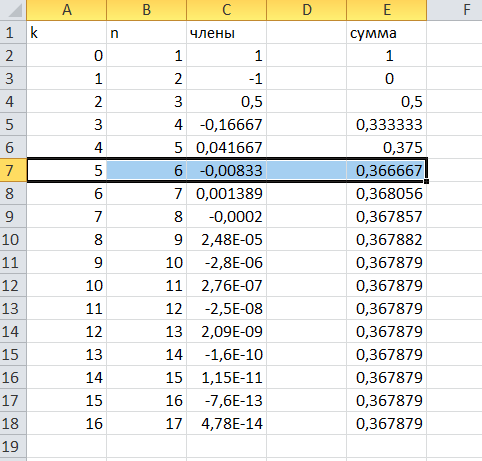 A B C D E F
1 k n члены сумма
2 0 1 1 1
3 1 2 -1 0
4 2 3 0,5 0,5
5 3 4 -0,16667 0,333333
6 4 5 0,041667 0,375
7 5 6 -0,00833 0,366667
8 6 7 0,001389 0,368056
9 7 8 -0,0002 0,367857
10 8 9 2,48E-05 0,367882
11 9 10 -2,8E-06 0,367879
12 10 11 2,76E-07 0,367879
13 11 12 -2,5E-08 0,367879
14 12 13 2,09E-09 0,367879
15 13 14 -1,6E-10 0,367879
16 14 15 1,15E-11 0,367879
17 15 16 -7,6E-13 0,367879
18 16 17 4,78E-14 0,367879
19